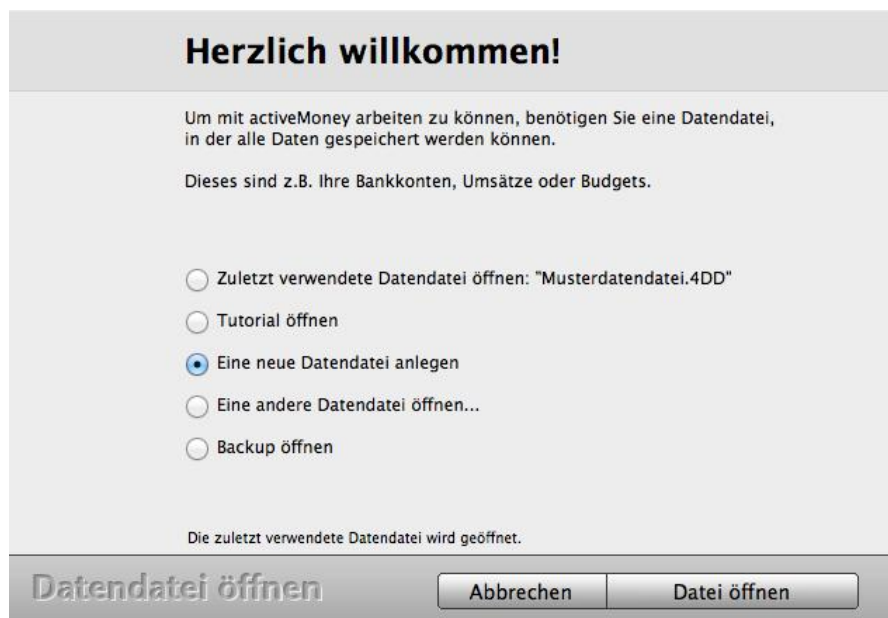 Herzlich willkommen!
Um mit activeMoney arbeiten zu können, benötigen Sie eine Datendatei,
in der alle Daten gespeichert werden können.
Dieses sind z.B. Ihre Bankkonten, Umsätze oder Budgets.
Zuletzt verwendete Datendatei öffnen: "Musterdatendatei.4DD"
Tutorial öffnen
Eine neue Datendatei anlegen
Eine andere Datendatei öffnen...
Backup öffnen
Die zuletzt verwendete Datendatei wird geöffnet.
Datendatei öffnen
Abbrechen
Datei öffnen